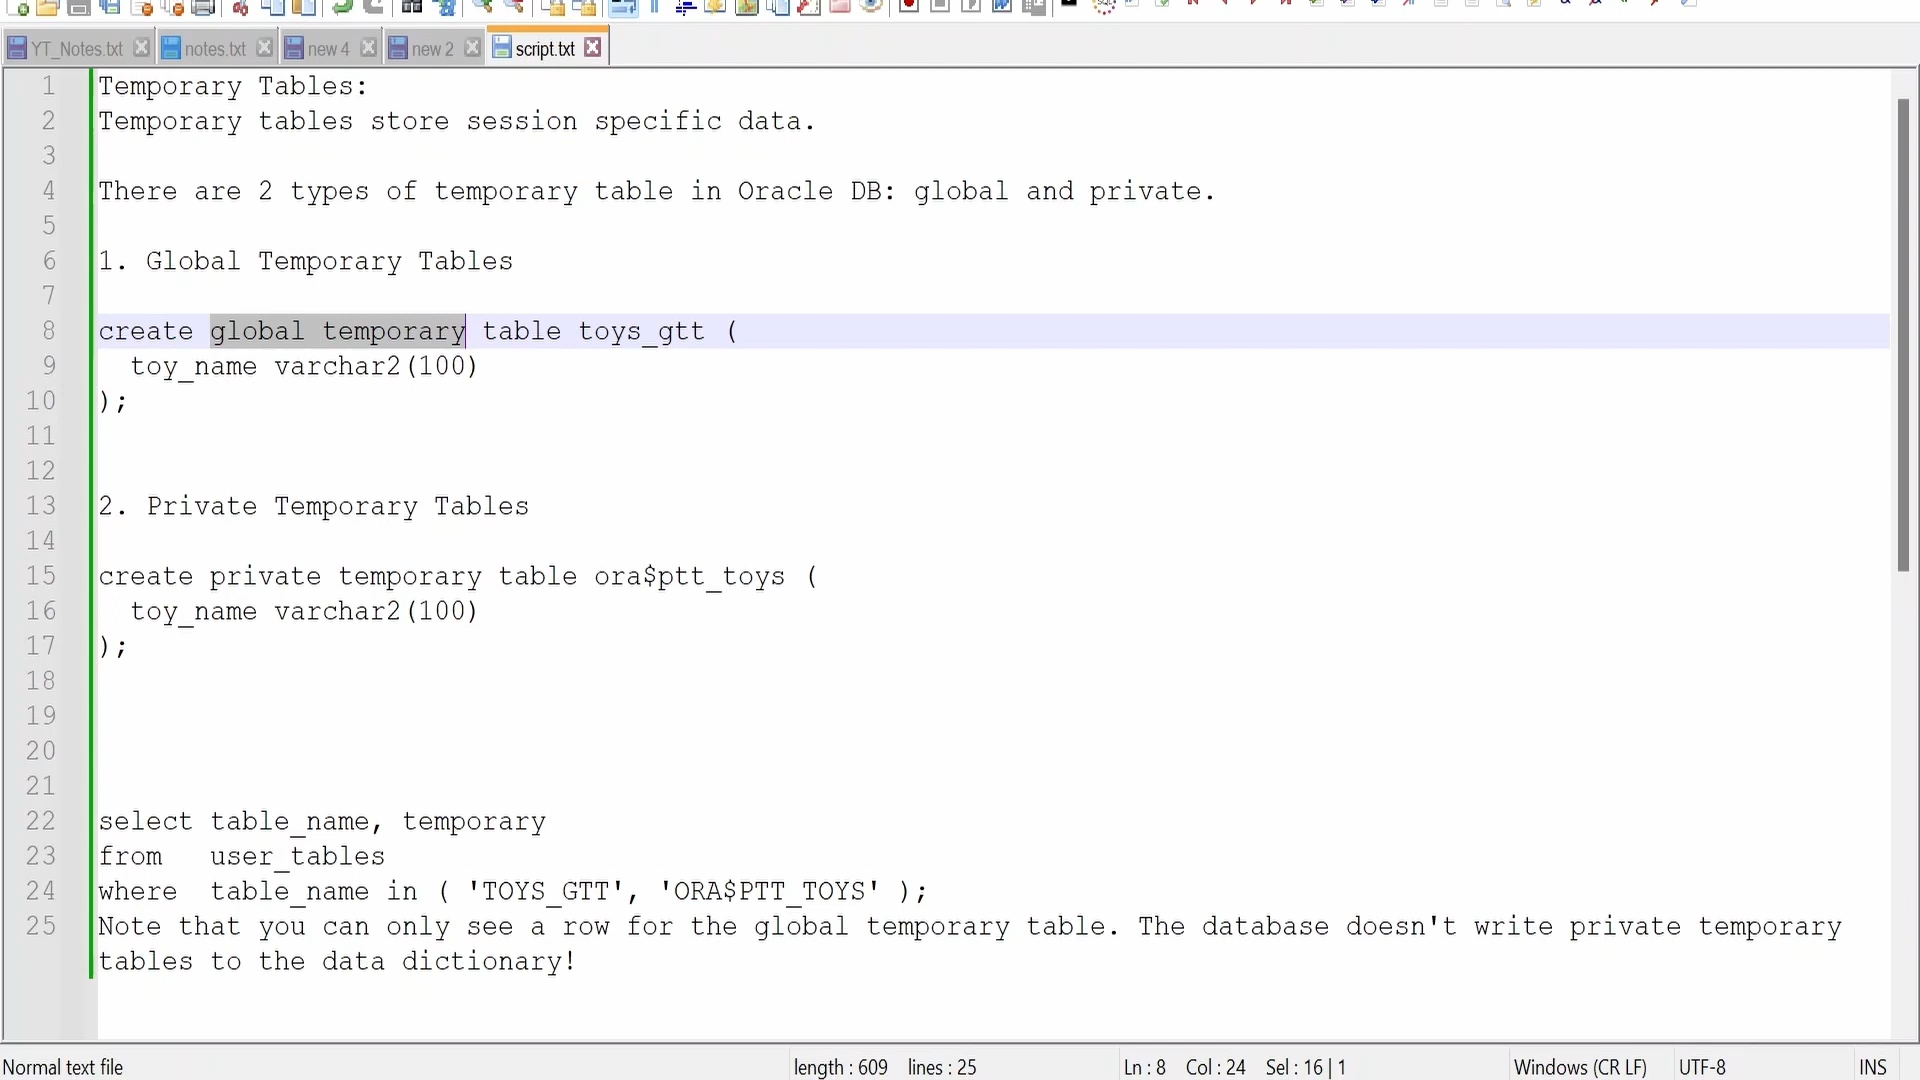 YT_Notes.txt notes.txt new 4 new 2 script.txt
1 Temporary Tables:
2 Temporary tables store session specific data.
3
4 There are 2 types of temporary table in Oracle DB: global and private.
5
6 1. Global Temporary Tables
7
8 create global temporary table toys_gtt (
9 toy_name varchar2(100)
10 );
11
12
13 2. Private Temporary Tables
14
15 create private temporary table ora$ptt_toys (
16 toy_name varchar2(100)
17 );
18
19
20
21
22 select table_name, temporary
23 from user_tables
24 where table_name in ( 'TOYS_GTT', 'ORA$PTT_TOYS' );
25 Note that you can only see a row for the global temporary table. The database doesn't write private temporary
tables to the data dictionary!
Normal text file length : 609 lines : 25 Ln : 8 Col : 24 Sel : 16 | 1 Windows (CR LF) UTF-8 INS